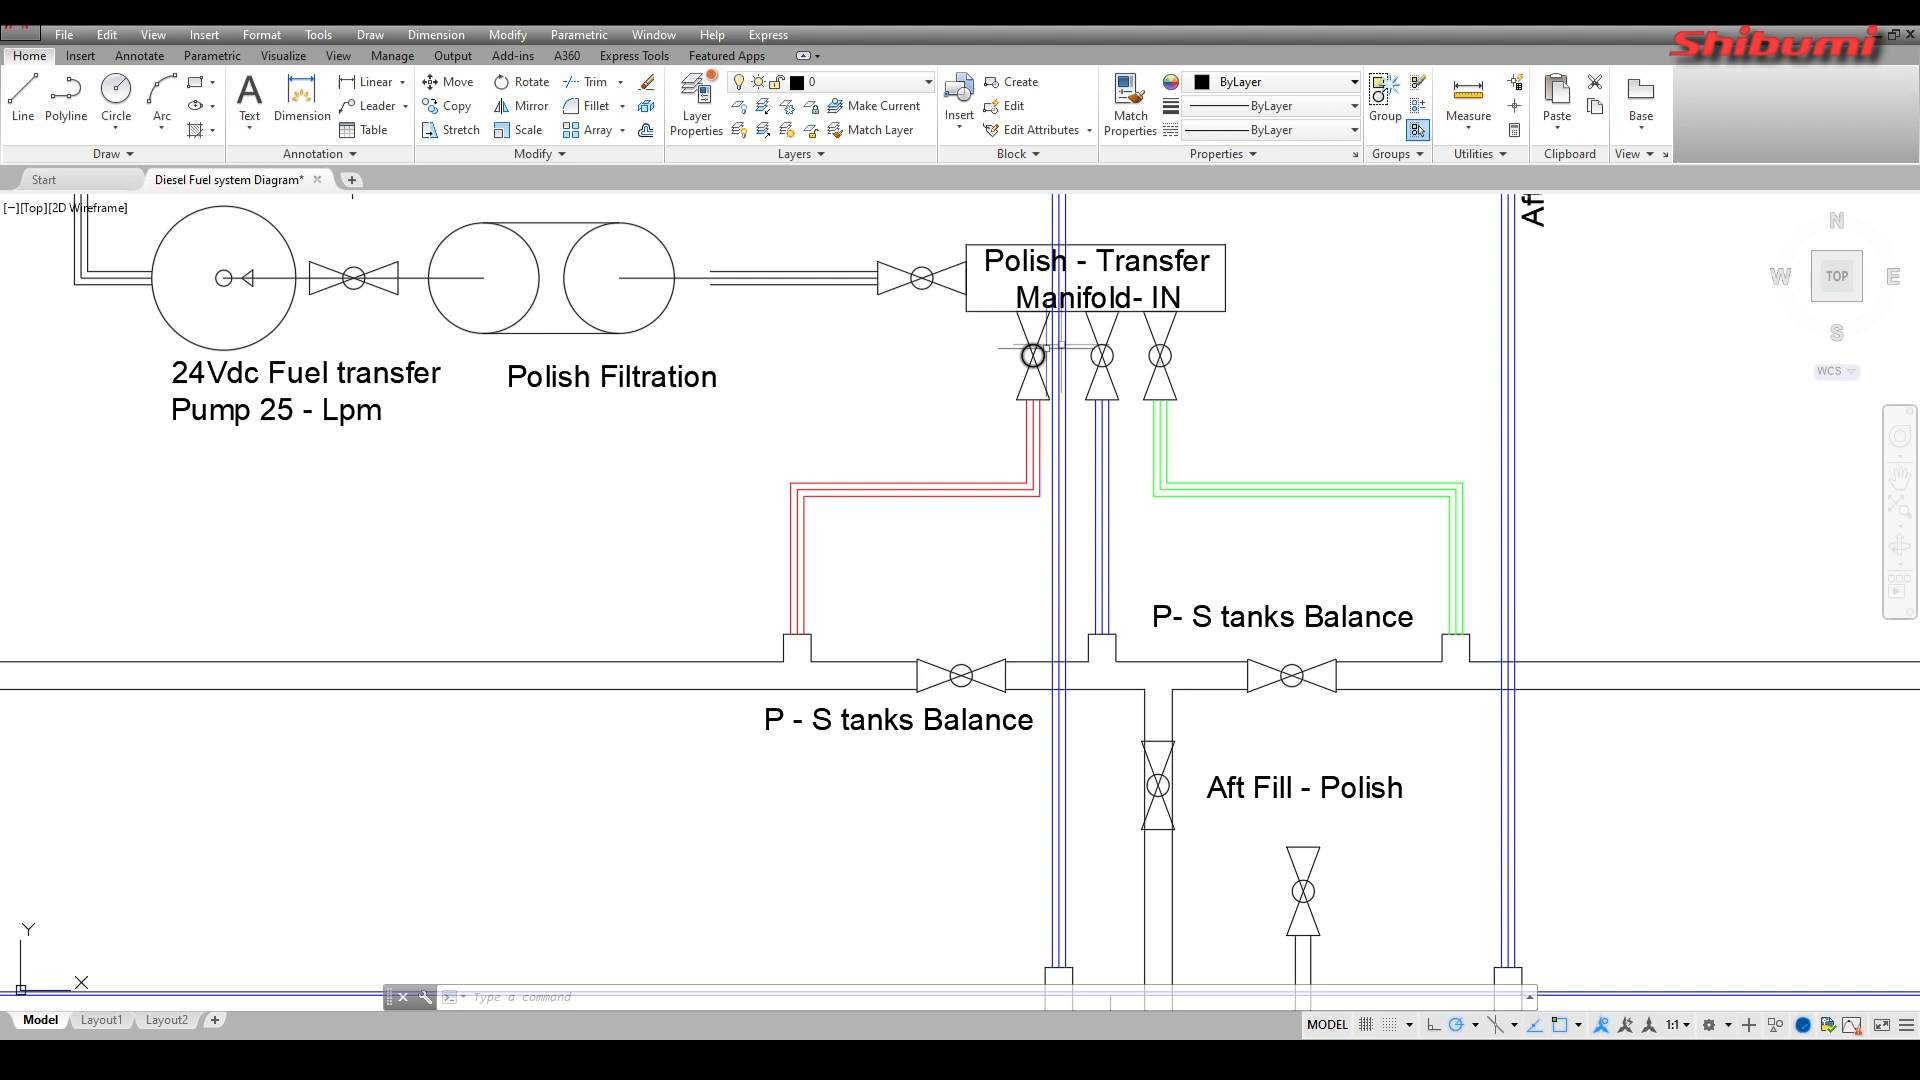 Shibumi
File Edit View Insert Format Tools Draw Dimension Modify Parametric Window Help Express
Home Insert Annotate Parametric Visualize View Manage Output Add-ins A360 Express Tools Featured Apps
Line Polyline Circle Arc Text Dimension Linear Leader Table
Move Rotate Trim
Copy Mirror Fillet
Stretch Scale Array
Layer Properties 0 Make Current Match Layer
Insert Create Edit Edit Attributes
Match Properties ByLayer ByLayer ByLayer
Group Measure Paste Base
Draw Annotation Modify Layers Block Properties Groups Utilities Clipboard View
Start Diesel Fuel system Diagram*
[−][Top][2D Wireframe]
Aft
N
W TOP E
S
WCS
Polish - Transfer
Manifold- IN
24Vdc Fuel transfer
Pump 25 - Lpm
Polish Filtration
P- S tanks Balance
P - S tanks Balance
Aft Fill - Polish
Y
X
Type a command
Model Layout1 Layout2 +
MODEL 1:1